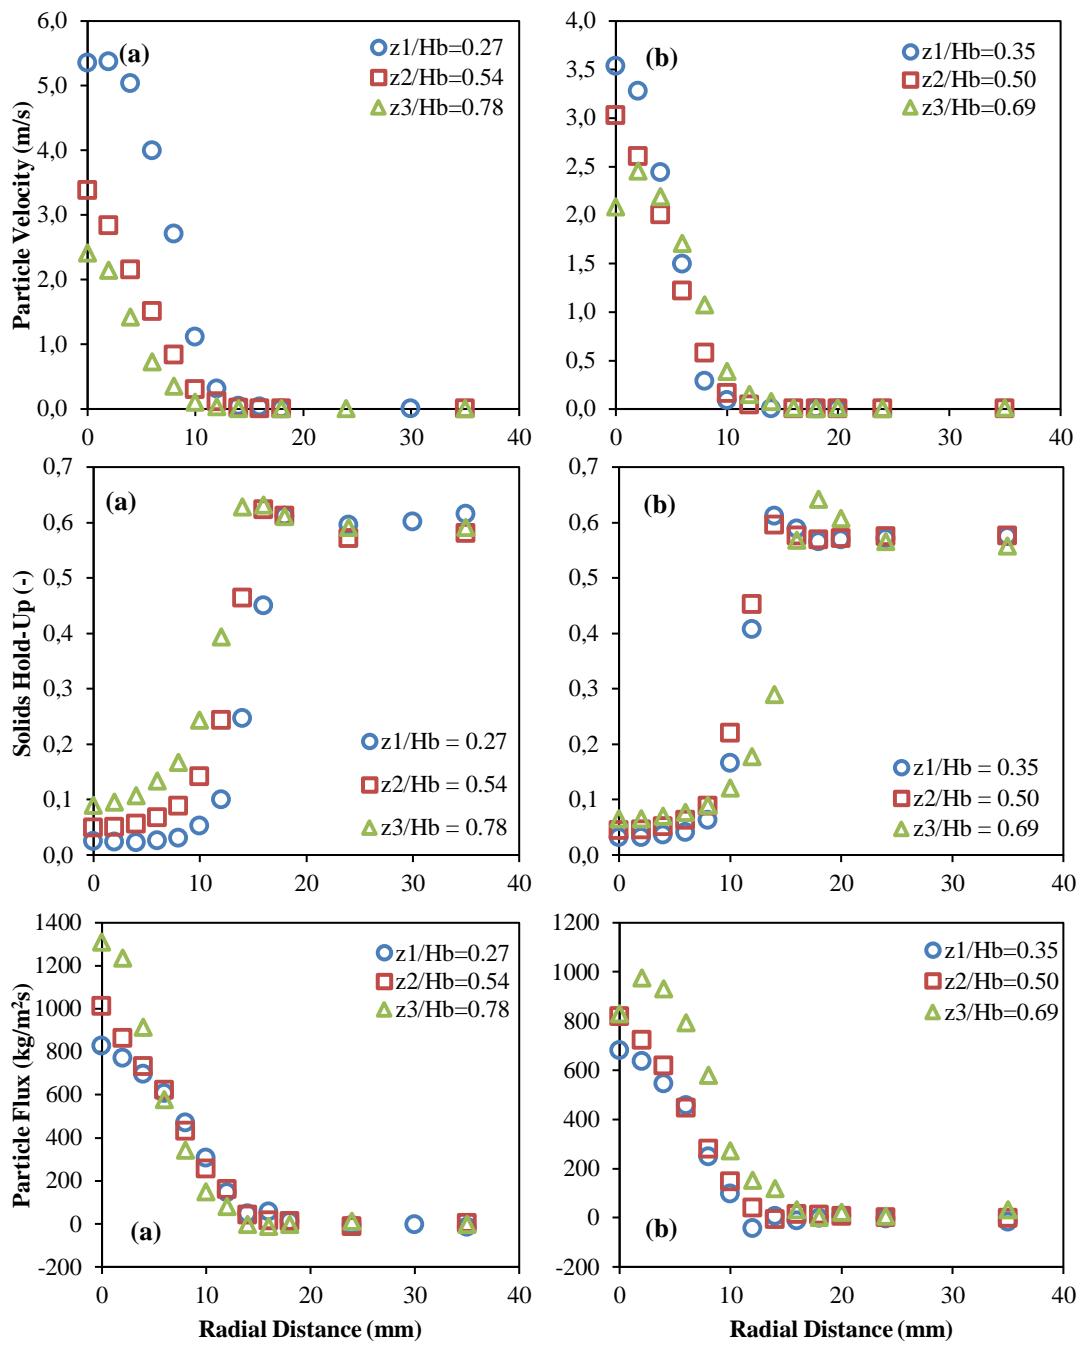 Particle Velocity (m/s)
6,0
5,0
4,0
3,0
2,0
1,0
0,0
0 10 20 30 40
(a)
z1/Hb=0.27
z2/Hb=0.54
z3/Hb=0.78
4,0
3,5
3,0
2,5
2,0
1,5
1,0
0,5
0,0
0 10 20 30 40
(b)
z1/Hb=0.35
z2/Hb=0.50
z3/Hb=0.69
Solids Hold-Up (-)
0,7
0,6
0,5
0,4
0,3
0,2
0,1
0,0
0 10 20 30 40
(a)
z1/Hb = 0.27
z2/Hb = 0.54
z3/Hb = 0.78
0,7
0,6
0,5
0,4
0,3
0,2
0,1
0,0
0 10 20 30 40
(b)
z1/Hb = 0.35
z2/Hb = 0.50
z3/Hb = 0.69
Particle Flux (kg/m²s)
1400
1200
1000
800
600
400
200
0
-200
0 10 20 30 40
Radial Distance (mm)
(a)
z1/Hb=0.27
z2/Hb=0.54
z3/Hb=0.78
1200
1000
800
600
400
200
0
-200
0 10 20 30 40
Radial Distance (mm)
(b)
z1/Hb=0.35
z2/Hb=0.50
z3/Hb=0.69